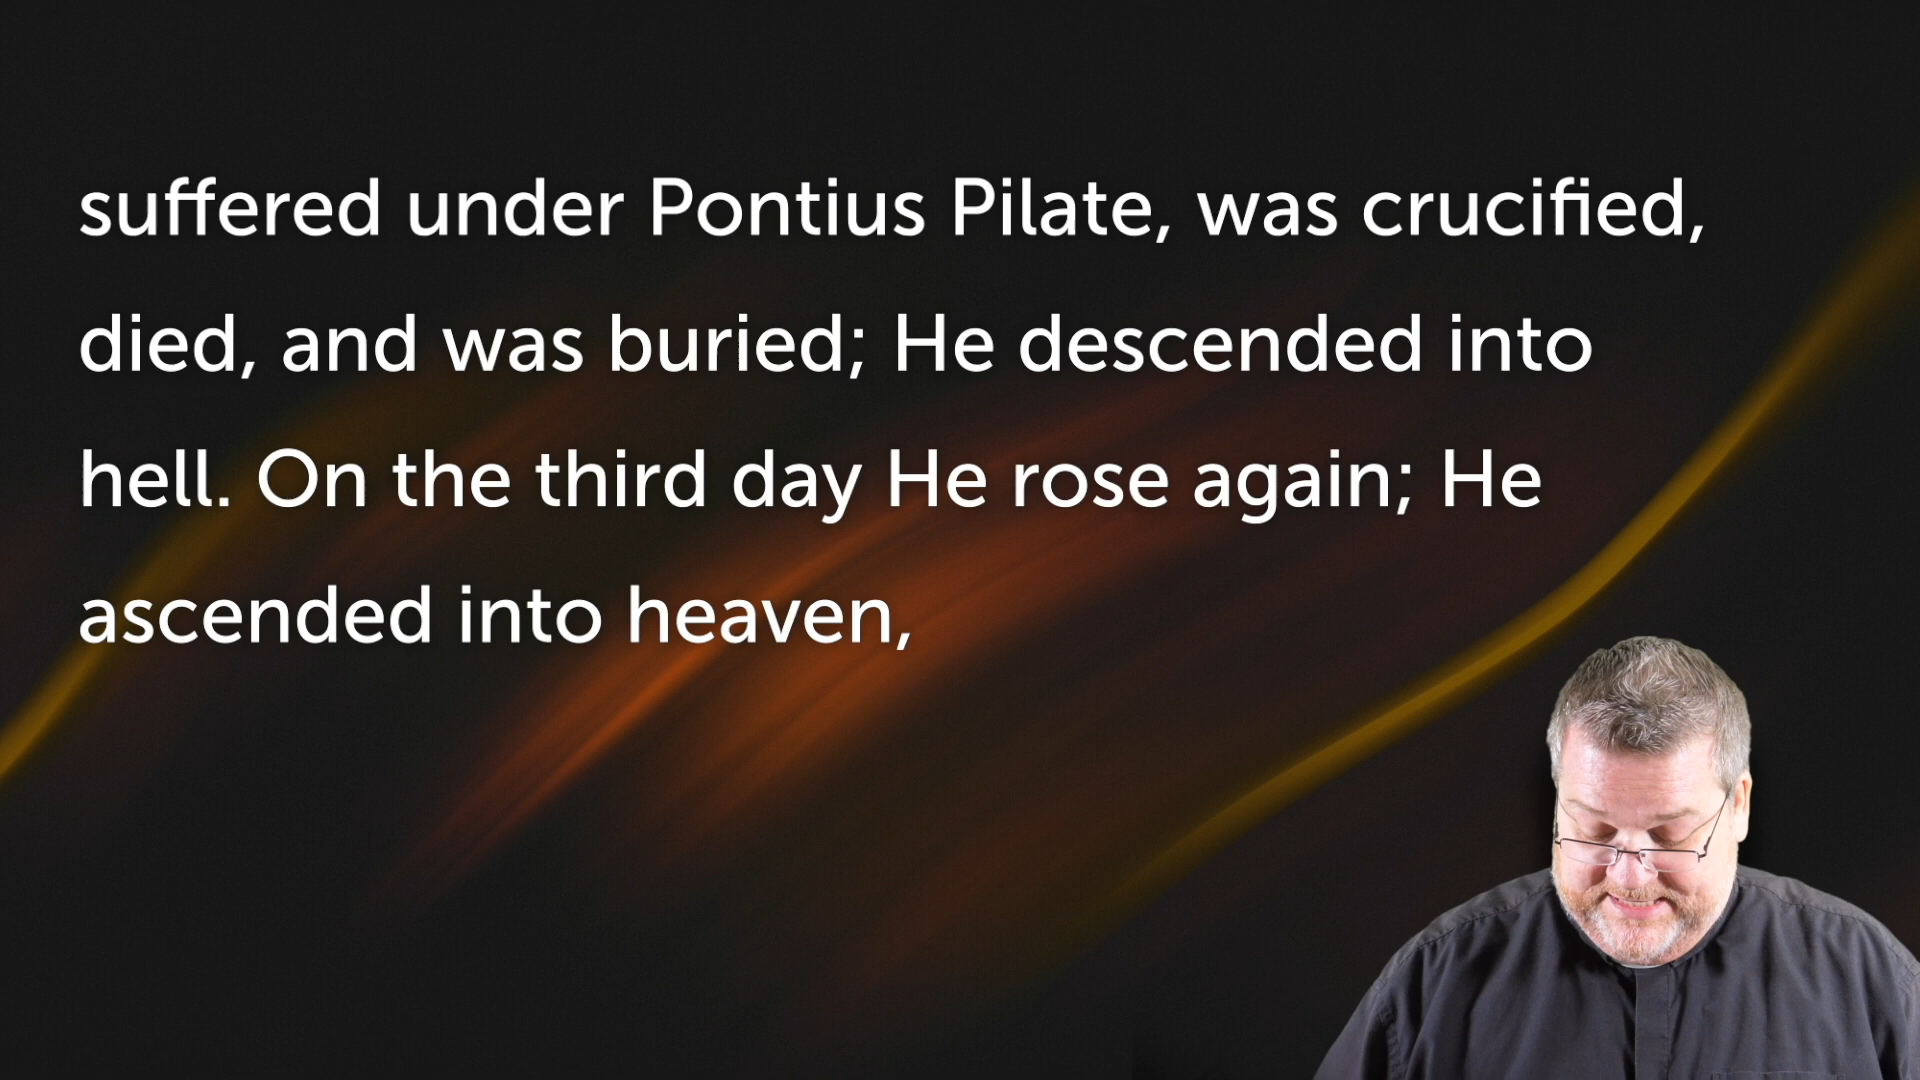 suffered under Pontius Pilate, was crucified,
died, and was buried; He descended into
hell. On the third day He rose again; He
ascended into heaven,